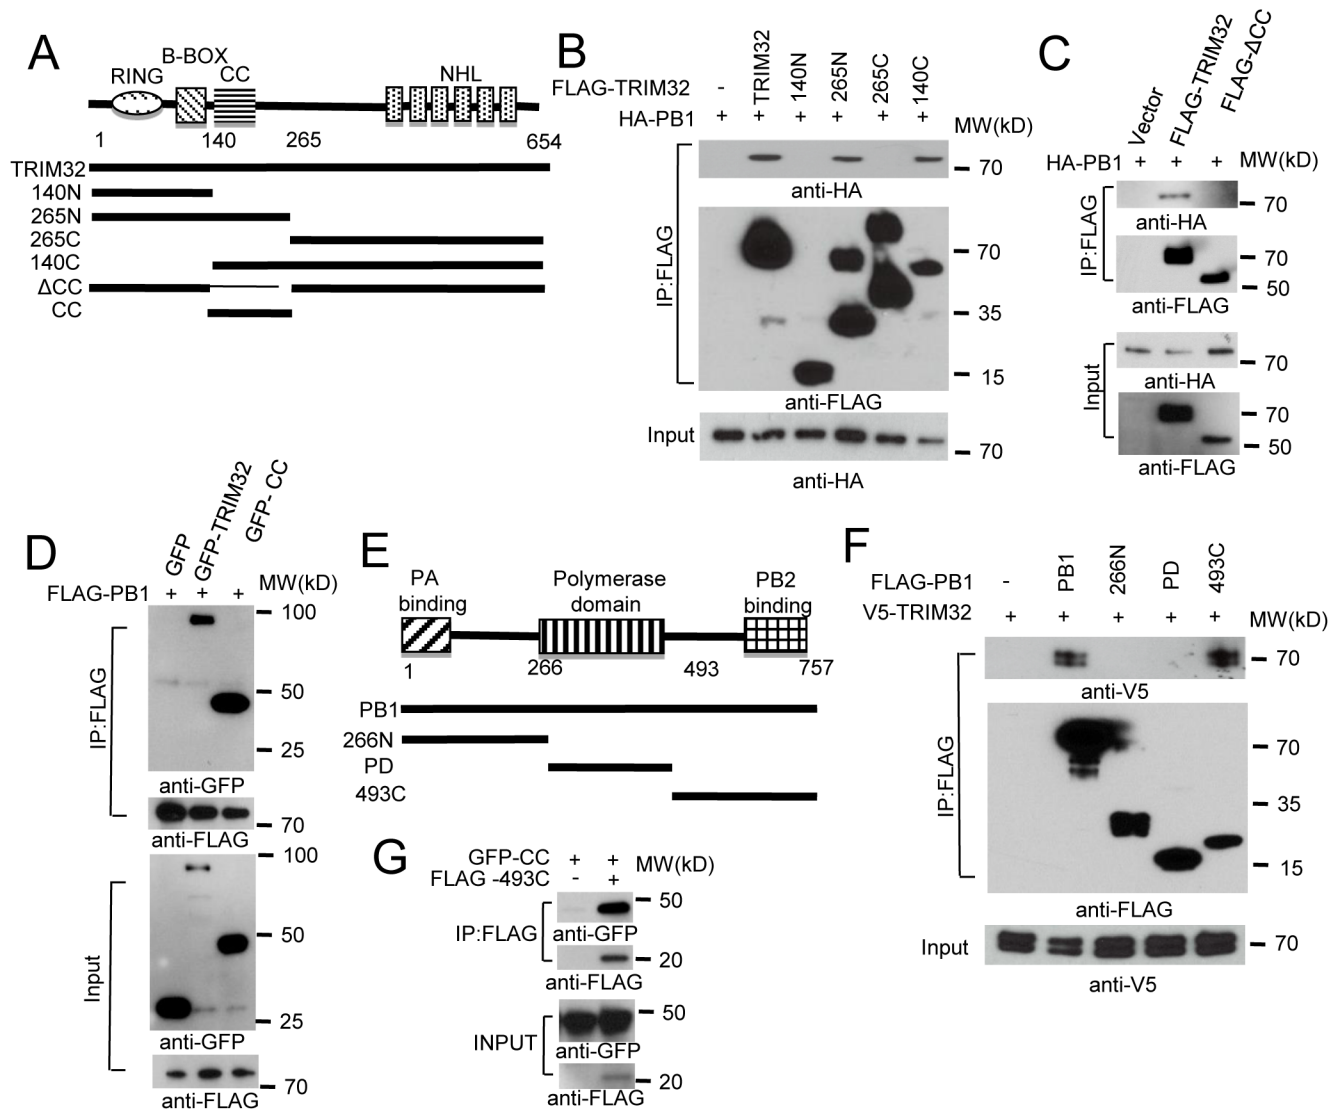 A
B-BOX
RING
CC
NHL
1
140
265
654
TRIM32
140N
265N
265C
140C
ΔCC
CC
B
FLAG-TRIM32
- TRIM32 140N 265N 265C 140C
HA-PB1 + + + + + +
MW(kD)
IP:FLAG
70
anti-HA
70
35
15
anti-FLAG
Input
70
anti-HA
C
Vector
FLAG-TRIM32
FLAG-ΔCC
HA-PB1 + + + MW(kD)
IP:FLAG
70
anti-HA
70
50
anti-FLAG
Input
70
anti-HA
70
50
anti-FLAG
D
GFP
GFP-TRIM32
GFP- CC
MW(kD)
FLAG-PB1 + + +
IP:FLAG
100
50
25
anti-GFP
70
anti-FLAG
Input
100
50
25
anti-GFP
70
anti-FLAG
E
PA binding
Polymerase domain
PB2 binding
1
266
493
757
PB1
266N
PD
493C
F
FLAG-PB1 - PB1 266N PD 493C
V5-TRIM32 + + + + + MW(kD)
IP:FLAG
70
anti-V5
70
35
15
anti-FLAG
Input
70
anti-V5
G
GFP-CC + + MW(kD)
FLAG -493C - +
IP:FLAG
50
anti-GFP
20
anti-FLAG
INPUT
50
anti-GFP
20
anti-FLAG